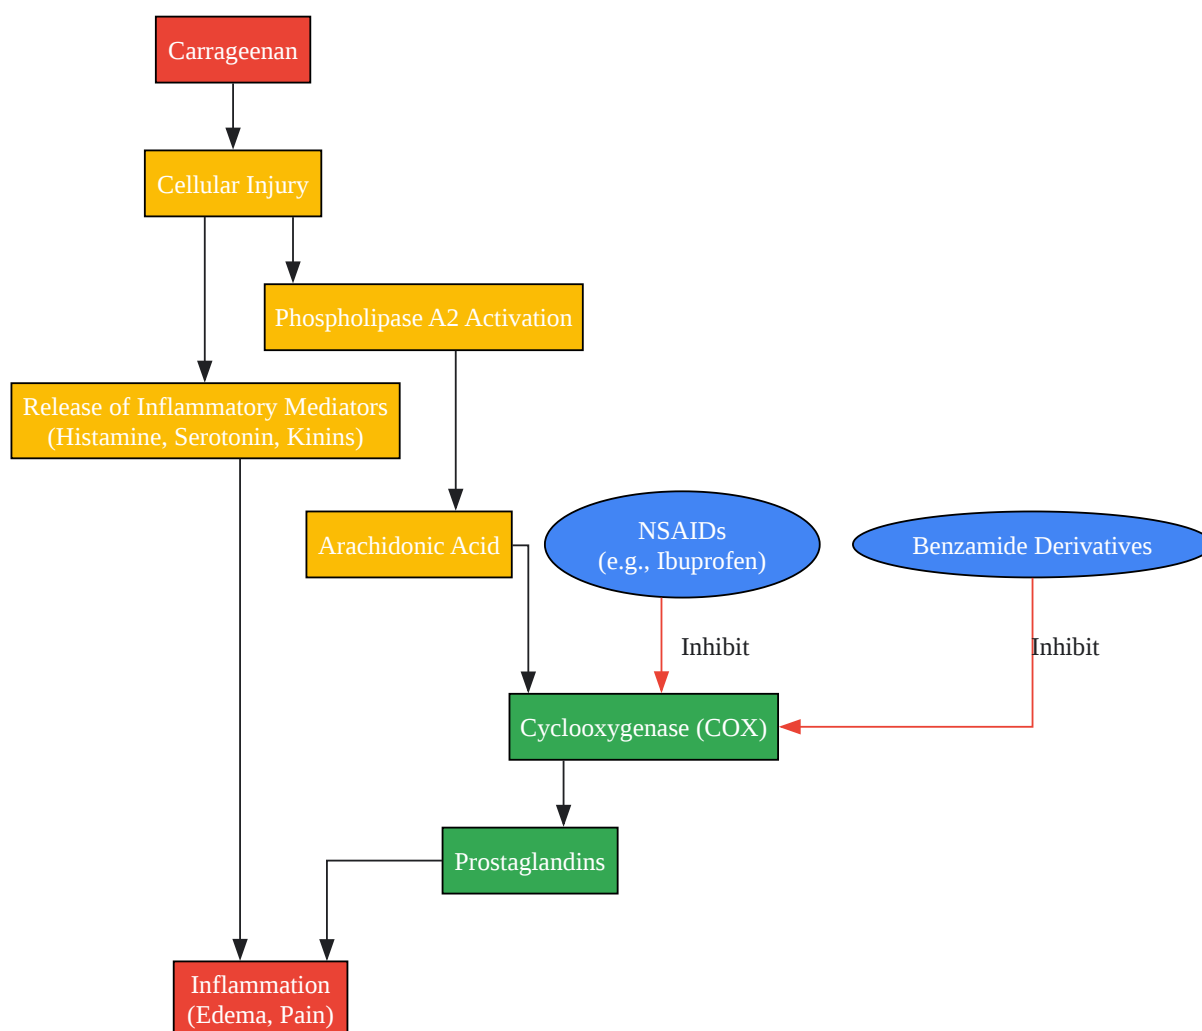 Carrageenan
Cellular Injury
Phospholipase A2 Activation
Release of Inflammatory Mediators
(Histamine, Serotonin, Kinins)
Arachidonic Acid
NSAIDs
(e.g., Ibuprofen)
Benzamide Derivatives
Inhibit
Inhibit
Cyclooxygenase (COX)
Prostaglandins
Inflammation
(Edema, Pain)